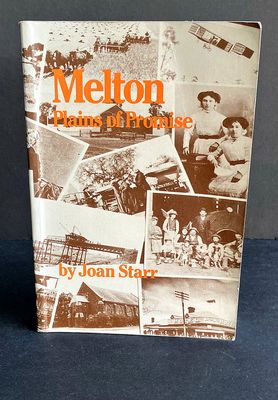 Melton
Plains of Promise
by Joan Starr